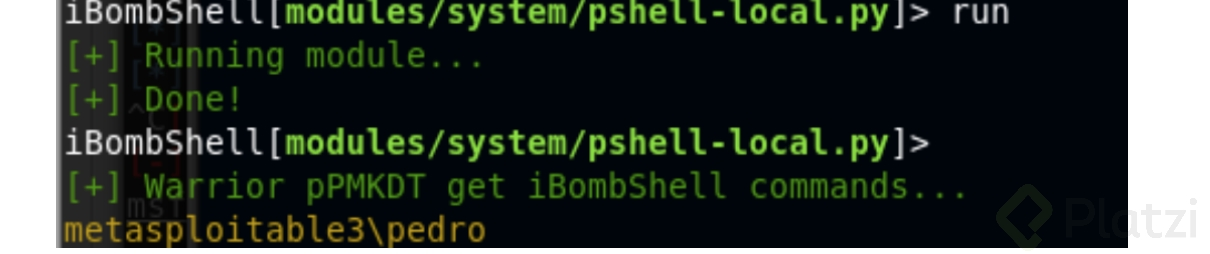 iBombShell[modules/system/pshell-local.py]> run
[+] Running module...
[+] Done!
iBombShell[modules/system/pshell-local.py]>
[+] Warrior pPMKDT get iBombShell commands...
metasploitable3\pedro
Platzi